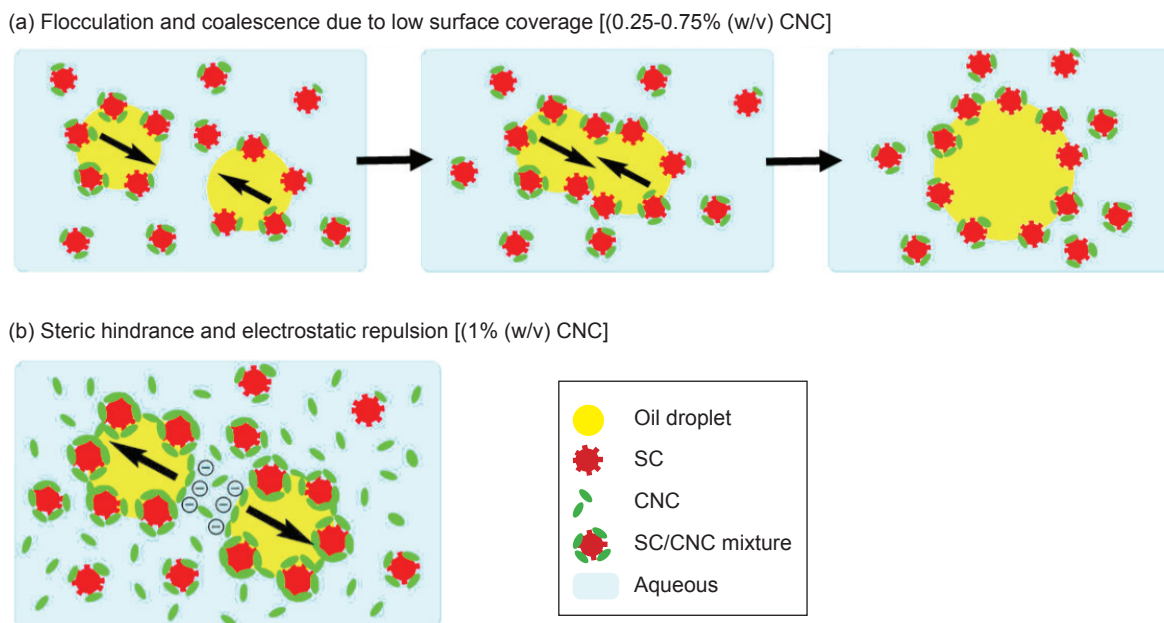 (a) Flocculation and coalescence due to low surface coverage [(0.25-0.75% (w/v) CNC]
(b) Steric hindrance and electrostatic repulsion [(1% (w/v) CNC]
Oil droplet
SC
CNC
SC/CNC mixture
Aqueous